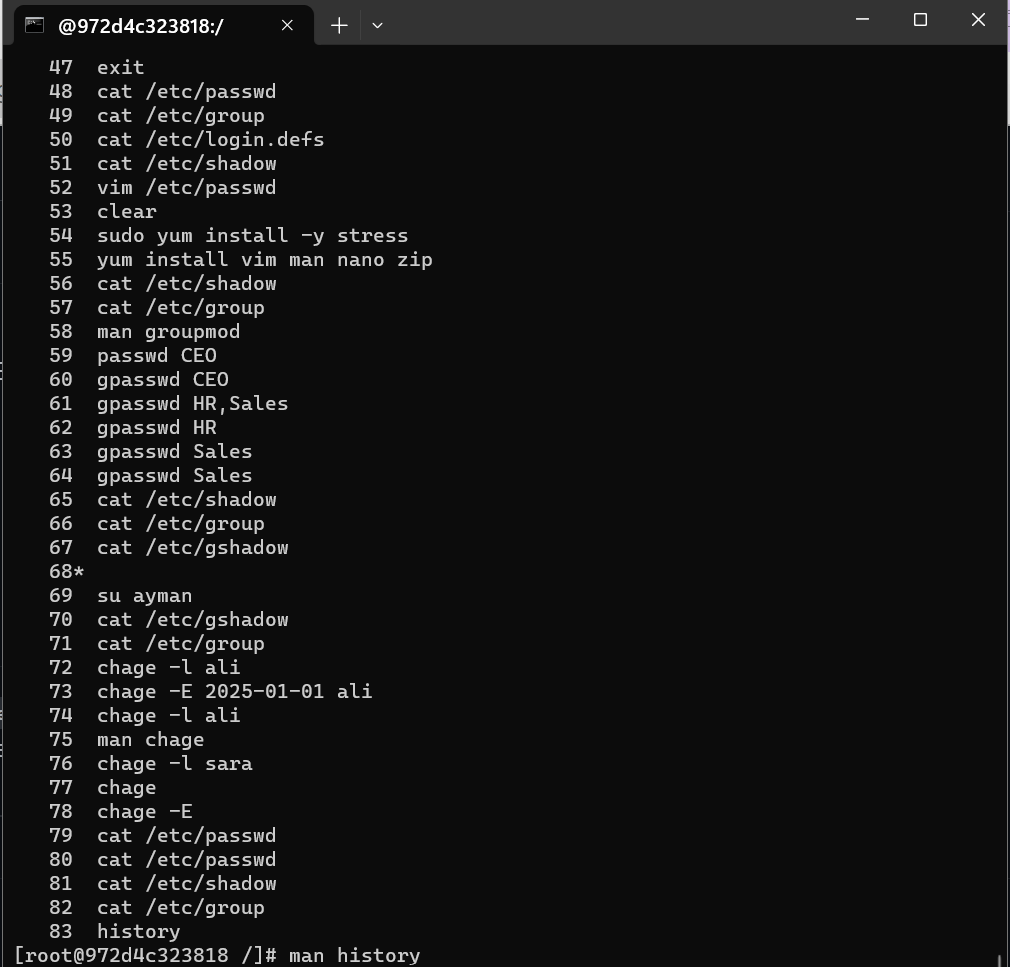 @972d4c323818:/
47 exit
48 cat /etc/passwd
49 cat /etc/group
50 cat /etc/login.defs
51 cat /etc/shadow
52 vim /etc/passwd
53 clear
54 sudo yum install -y stress
55 yum install vim man nano zip
56 cat /etc/shadow
57 cat /etc/group
58 man groupmod
59 passwd CEO
60 gpasswd CEO
61 gpasswd HR,Sales
62 gpasswd HR
63 gpasswd Sales
64 gpasswd Sales
65 cat /etc/shadow
66 cat /etc/group
67 cat /etc/gshadow
68*
69 su ayman
70 cat /etc/gshadow
71 cat /etc/group
72 chage -l ali
73 chage -E 2025-01-01 ali
74 chage -l ali
75 man chage
76 chage -l sara
77 chage
78 chage -E
79 cat /etc/passwd
80 cat /etc/passwd
81 cat /etc/shadow
82 cat /etc/group
83 history
[root@972d4c323818 /]# man history